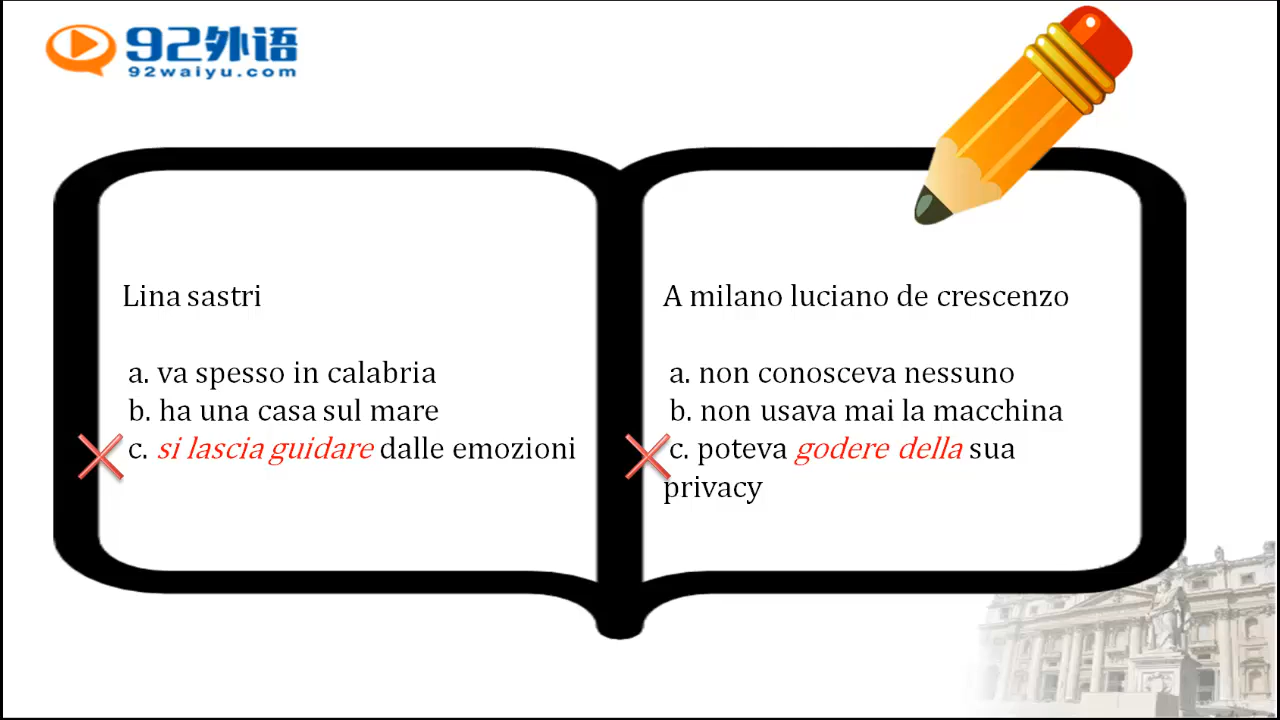 92外语
92waiyu.com
Lina sastri
a. va spesso in calabria
b. ha una casa sul mare
c. si lascia guidare dalle emozioni
A milano luciano de crescenzo
a. non conosceva nessuno
b. non usava mai la macchina
c. poteva godere della sua
privacy